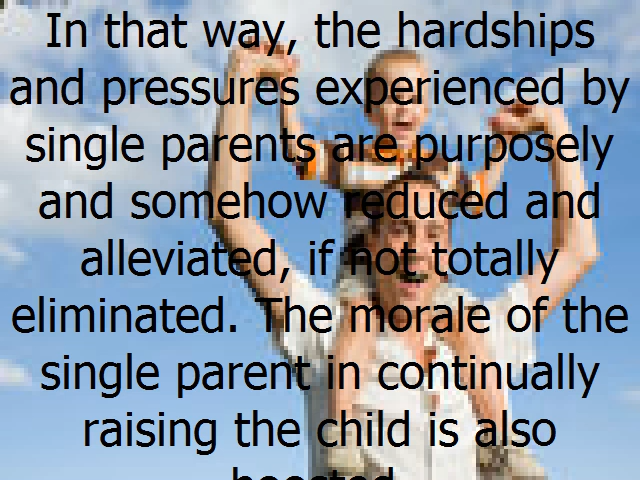 In that way, the hardships
and pressures experienced by
single parents are purposely
and somehow reduced and
alleviated, if not totally
eliminated. The morale of the
single parent in continually
raising the child is also
boosted.